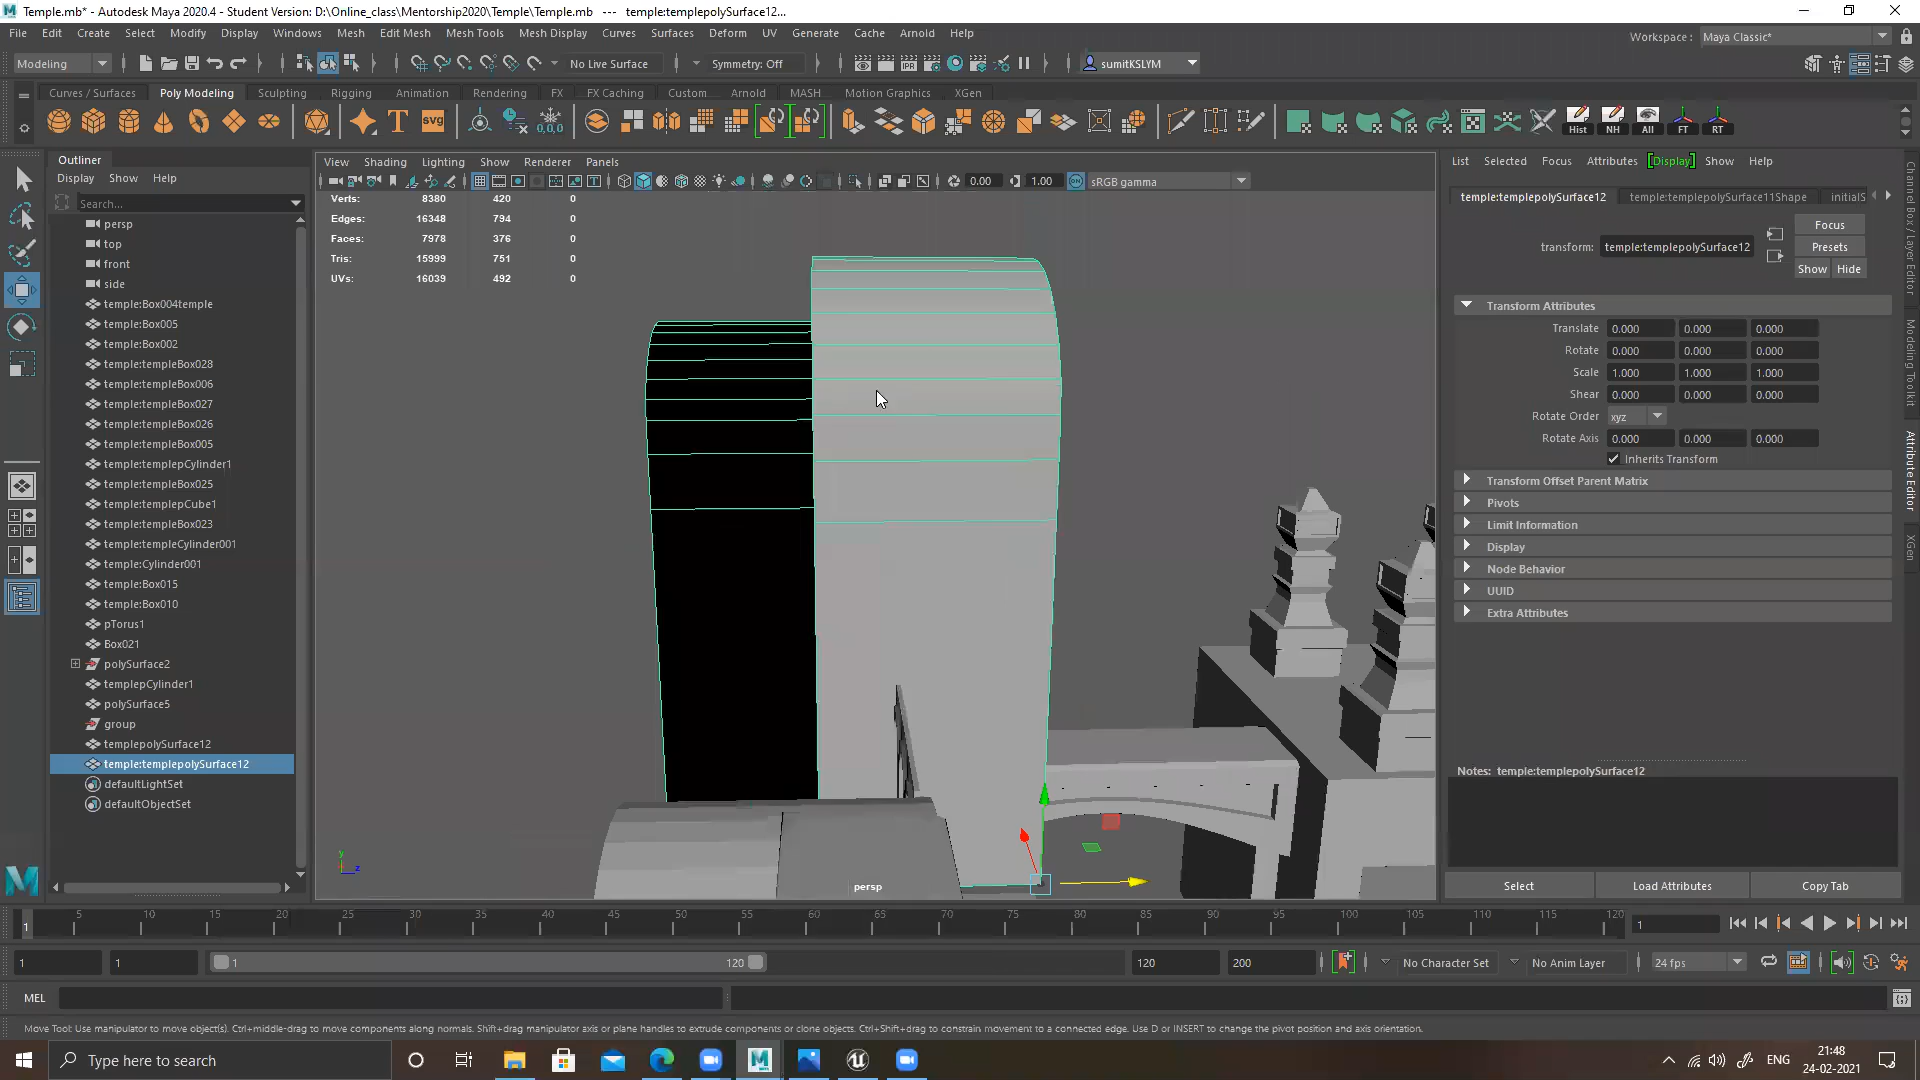 Temple.mb* - Autodesk Maya 2020.4 - Student Version: D:\Online_class\Mentorship2020\Temple\Temple.mb --- temple:templepolySurface12...
File Edit Create Select Modify Display Windows Mesh Edit Mesh Mesh Tools Mesh Display Curves Surfaces Deform UV Generate Cache Arnold Help
Workspace : Maya Classic*
Modeling No Live Surface Symmetry: Off sumitKSLYM
Curves / Surfaces Poly Modeling Sculpting Rigging Animation Rendering FX FX Caching Custom Arnold MASH Motion Graphics XGen
T svg 0,0,0 Hist NH All FT RT
Outliner
Display Show Help
Search...
persp
top
front
side
temple:Box004temple
temple:Box005
temple:Box002
temple:templeBox028
temple:templeBox006
temple:templeBox027
temple:templeBox026
temple:templeBox005
temple:templepCylinder1
temple:templeBox025
temple:templepCube1
temple:templeBox023
temple:templeCylinder001
temple:Cylinder001
temple:Box015
temple:Box010
pTorus1
Box021
polySurface2
templepCylinder1
polySurface5
group
templepolySurface12
temple:templepolySurface12
defaultLightSet
defaultObjectSet
View Shading Lighting Show Renderer Panels
0.00 1.00 ON sRGB gamma
Verts: 8380 420 0
Edges: 16348 794 0
Faces: 7978 376 0
Tris: 15999 751 0
UVs: 16039 492 0
y
z
persp
List Selected Focus Attributes [Display] Show Help
temple:templepolySurface12 temple:templepolySurface11Shape initialS
Focus
transform: temple:templepolySurface12 Presets
Show Hide
Transform Attributes
Translate 0.000 0.000 0.000
Rotate 0.000 0.000 0.000
Scale 1.000 1.000 1.000
Shear 0.000 0.000 0.000
Rotate Order xyz
Rotate Axis 0.000 0.000 0.000
Inherits Transform
Transform Offset Parent Matrix
Pivots
Limit Information
Display
Node Behavior
UUID
Extra Attributes
Notes: temple:templepolySurface12
Select Load Attributes Copy Tab
Channel Box / Layer Editor
Modeling Toolkit
Attribute Editor
XGen
5 10 15 20 25 30 35 40 45 50 55 60 65 70 75 80 85 90 95 100 105 110 115 120
1 1
1 1 1 120 120 200 No Character Set No Anim Layer 24 fps
MEL
Move Tool: Use manipulator to move object(s). Ctrl+middle-drag to move components along normals. Shift+drag manipulator axis or plane handles to extrude components or clone objects. Ctrl+Shift+drag to constrain movement to a connected edge. Use D or INSERT to change the pivot position and axis orientation.
Type here to search
ENG
21:48
24-02-2021